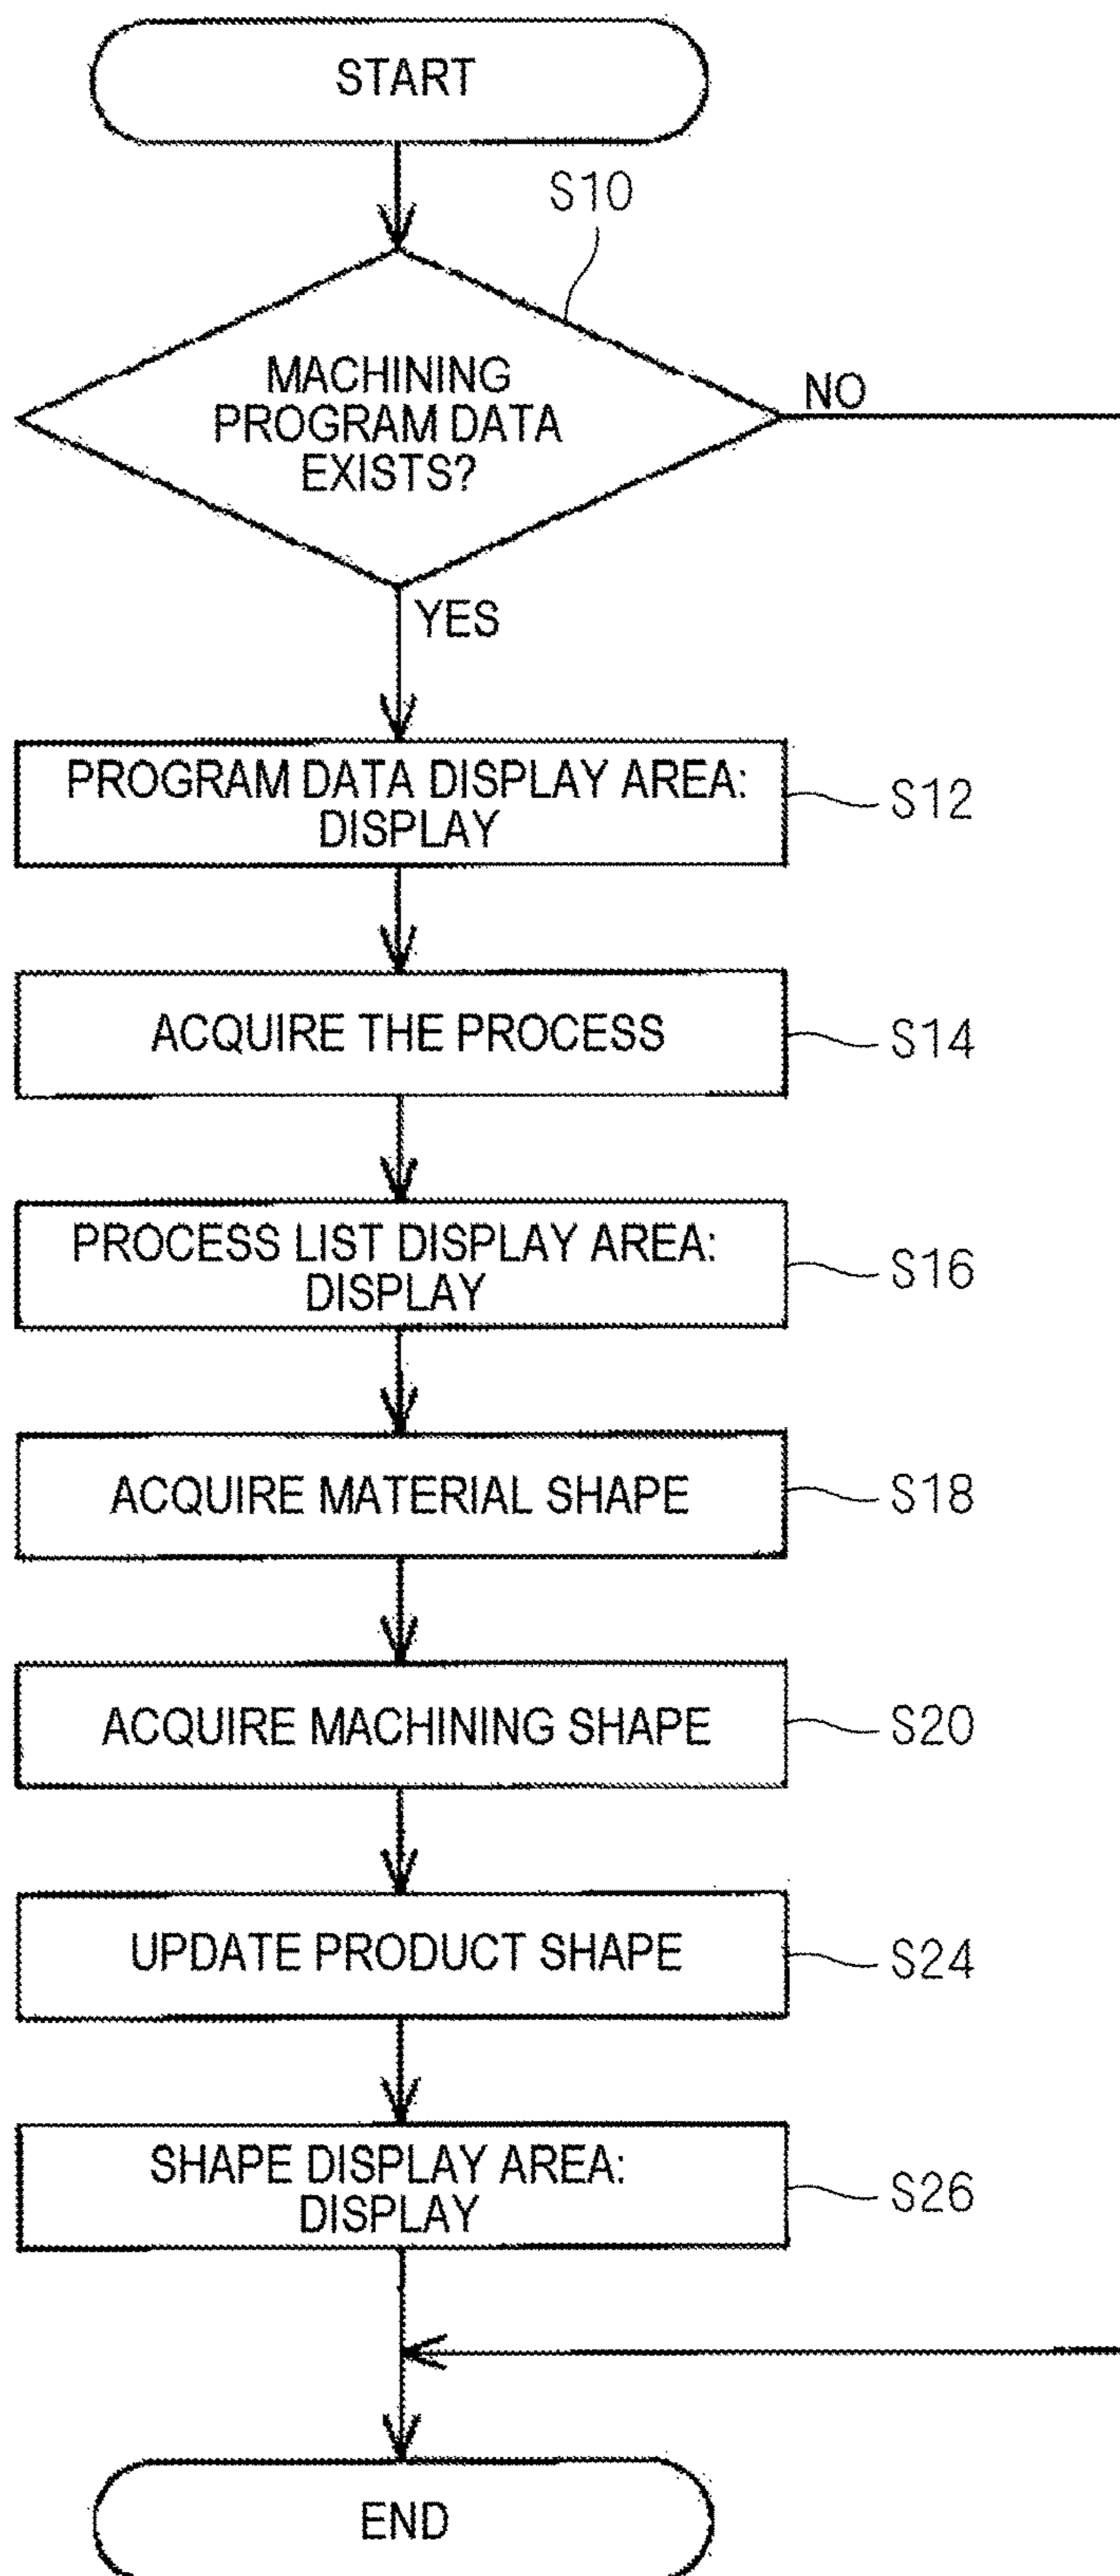 START
S10
MACHINING
PROGRAM DATA
EXISTS?
NO
YES
PROGRAM DATA DISPLAY AREA:
DISPLAY
S12
ACQUIRE THE PROCESS
S14
PROCESS LIST DISPLAY AREA:
DISPLAY
S16
ACQUIRE MATERIAL SHAPE
S18
ACQUIRE MACHINING SHAPE
S20
UPDATE PRODUCT SHAPE
S24
SHAPE DISPLAY AREA:
DISPLAY
S26
END